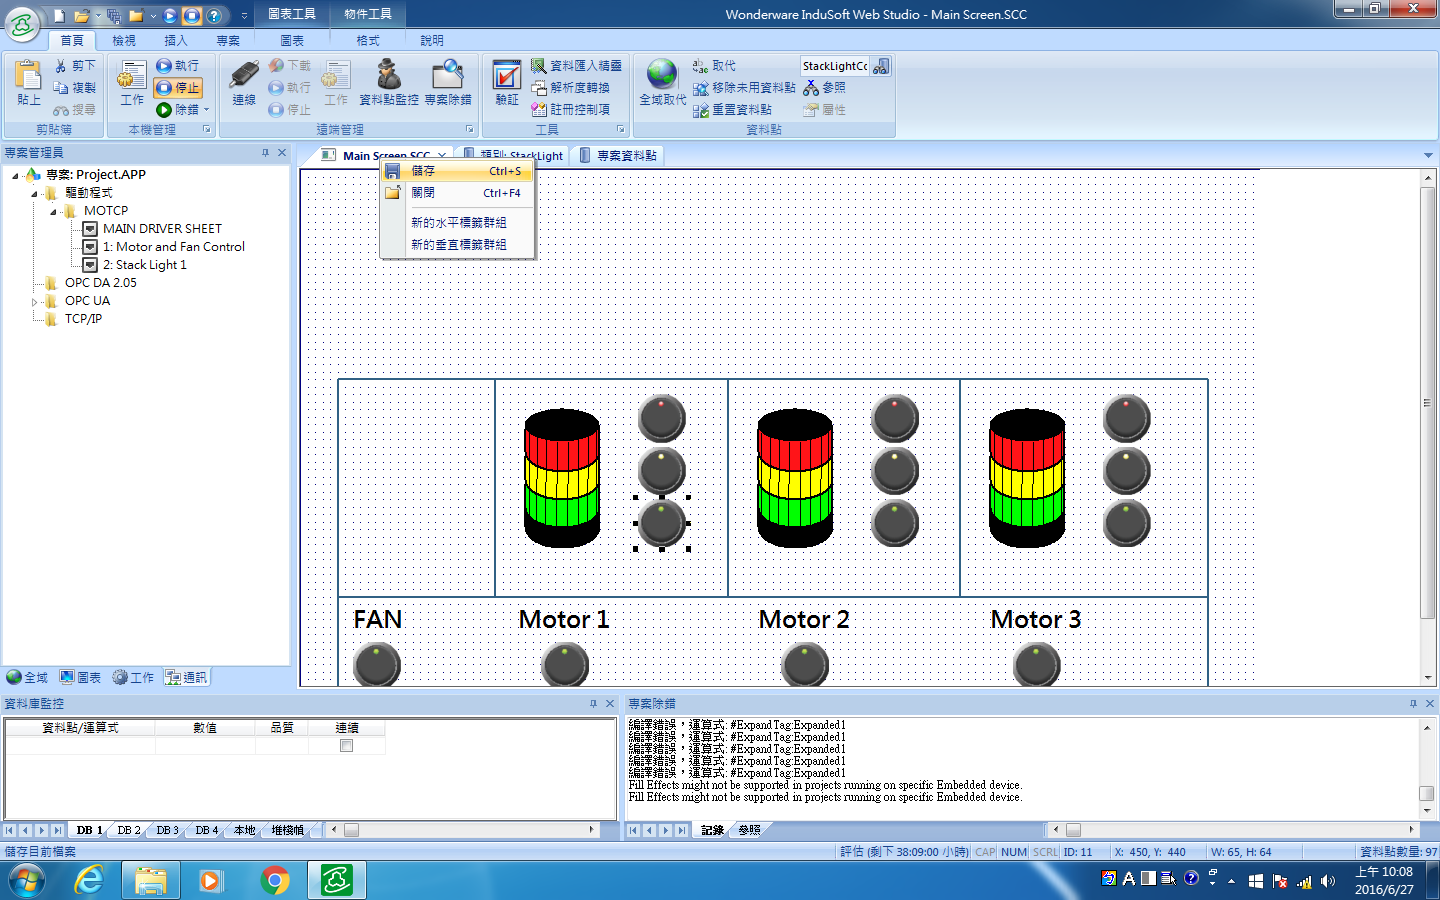 Wonderware InduSoft Web Studio - Main Screen.SCC
圖表工具
物件工具
首頁
檢視
插入
專案
圖表
格式
說明
貼上
剪下
複製
搜尋
剪貼簿
工作
執行
停止
除錯
本機管理
連線
下載
執行
停止
工作
資料點監控
專案除錯
遠端管理
驗証
資料匯入精靈
解析度轉換
註冊控制項
工具
全域取代
取代
移除未用資料點
重置資料點
StackLightCc
參照
屬性
資料點
專案管理員
專案: Project.APP
驅動程式
MOTCP
MAIN DRIVER SHEET
1: Motor and Fan Control
2: Stack Light 1
OPC DA 2.05
OPC UA
TCP/IP
全域
圖表
工作
通訊
Main Screen.SCC
類別: StackLight
專案資料點
儲存 Ctrl+S
關閉 Ctrl+F4
新的水平標籤群組
新的垂直標籤群組
FAN
Motor 1
Motor 2
Motor 3
資料庫監控
資料點/運算式
數值
品質
連續
DB 1
DB 2
DB 3
DB 4
本地
堆棧幀
專案除錯
編譯錯誤，運算式: #ExpandTag:Expanded1
編譯錯誤，運算式: #ExpandTag:Expanded1
編譯錯誤，運算式: #ExpandTag:Expanded1
編譯錯誤，運算式: #ExpandTag:Expanded1
編譯錯誤，運算式: #ExpandTag:Expanded1
Fill Effects might not be supported in projects running on specific Embedded device.
Fill Effects might not be supported in projects running on specific Embedded device.
記錄
參照
儲存目前檔案
評估 (剩下 38:09:00 小時)
CAP
NUM
SCRL
ID: 11
X: 450, Y: 440
W: 65, H: 64
資料點數量: 97
A
上午 10:08
2016/6/27